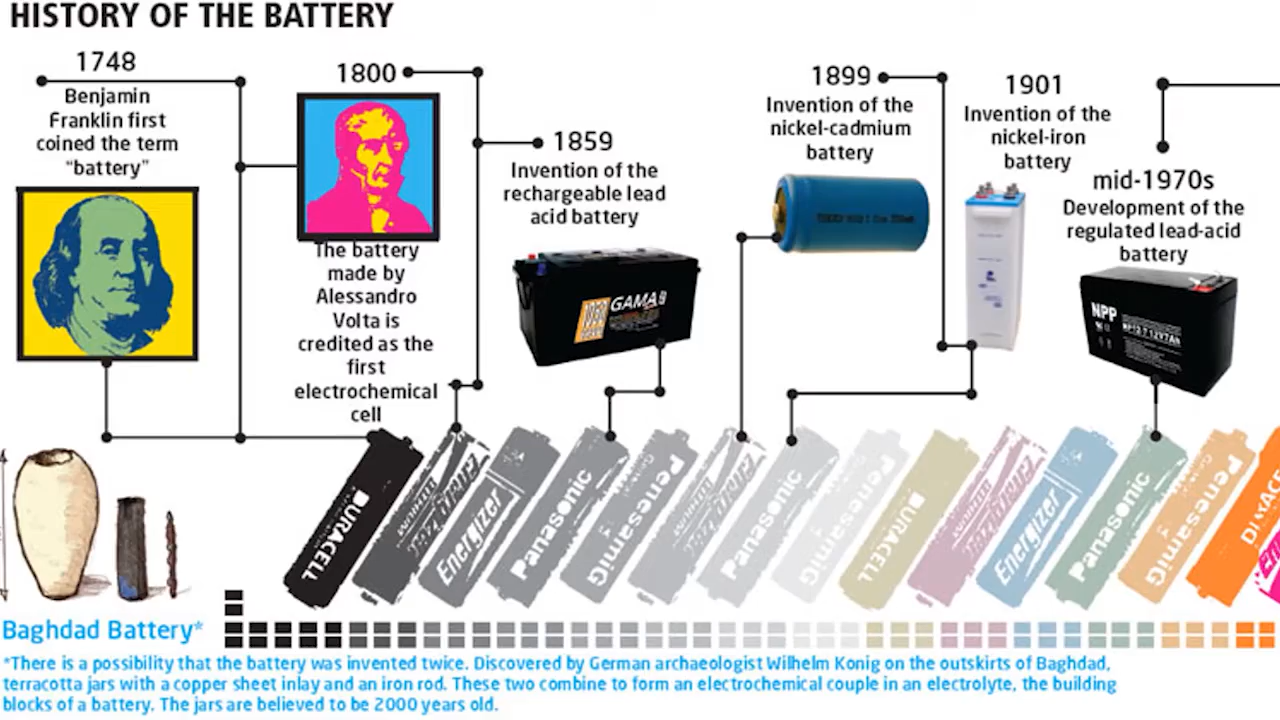 HISTORY OF THE BATTERY
1748
Benjamin
Franklin first
coined the term
“battery”
1800
The battery
made by
Alessandro
Volta is
credited as the
first
electrochemical
cell
1859
Invention of the
rechargeable lead
acid battery
GAMA
1899
Invention of the
nickel-cadmium
battery
1901
Invention of the
nickel-iron
battery
mid-1970s
Development of the
regulated lead-acid
battery
NPP
NP12-7 12V7Ah
DURACELL
Energizer
Panasonic
PenesamiG
Panasonic
DURACELL
Energizer
Panasonic
PenesamiG
Baghdad Battery*
*There is a possibility that the battery was invented twice. Discovered by German archaeologist Wilhelm Konig on the outskirts of Baghdad,
terracotta jars with a copper sheet inlay and an iron rod. These two combine to form an electrochemical couple in an electrolyte, the building
blocks of a battery. The jars are believed to be 2000 years old.